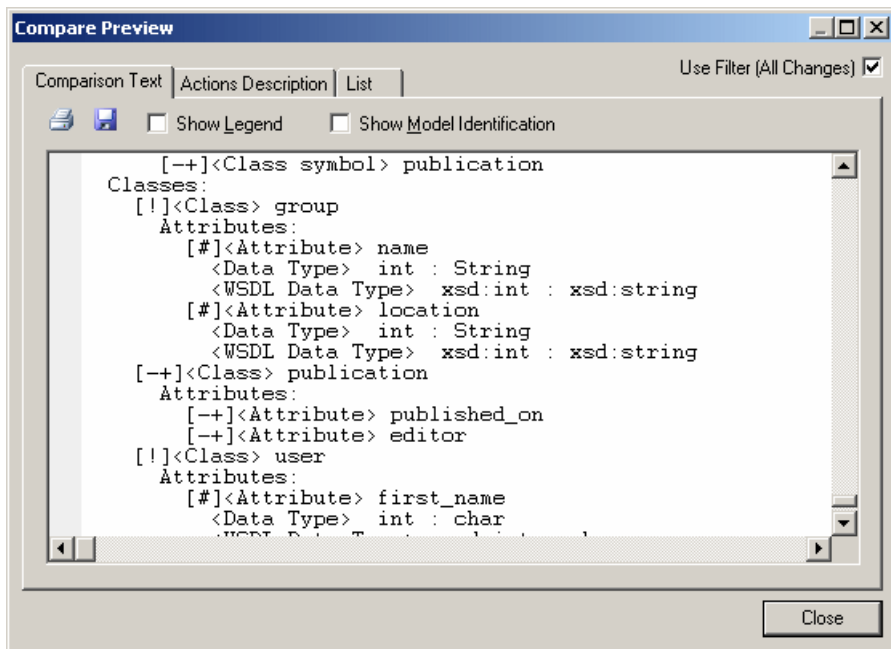 Compare Preview
Use Filter (All Changes)
Comparison Text Actions Description List
Show Legend Show Model Identification
[-+]<Class symbol> publication
Classes:
[!]<Class> group
Attributes:
[#]<Attribute> name
<Data Type> int : String
<WSDL Data Type> xsd:int : xsd:string
[#]<Attribute> location
<Data Type> int : String
<WSDL Data Type> xsd:int : xsd:string
[-+]<Class> publication
Attributes:
[-+]<Attribute> published_on
[-+]<Attribute> editor
[!]<Class> user
Attributes:
[#]<Attribute> first_name
<Data Type> int : char
Close